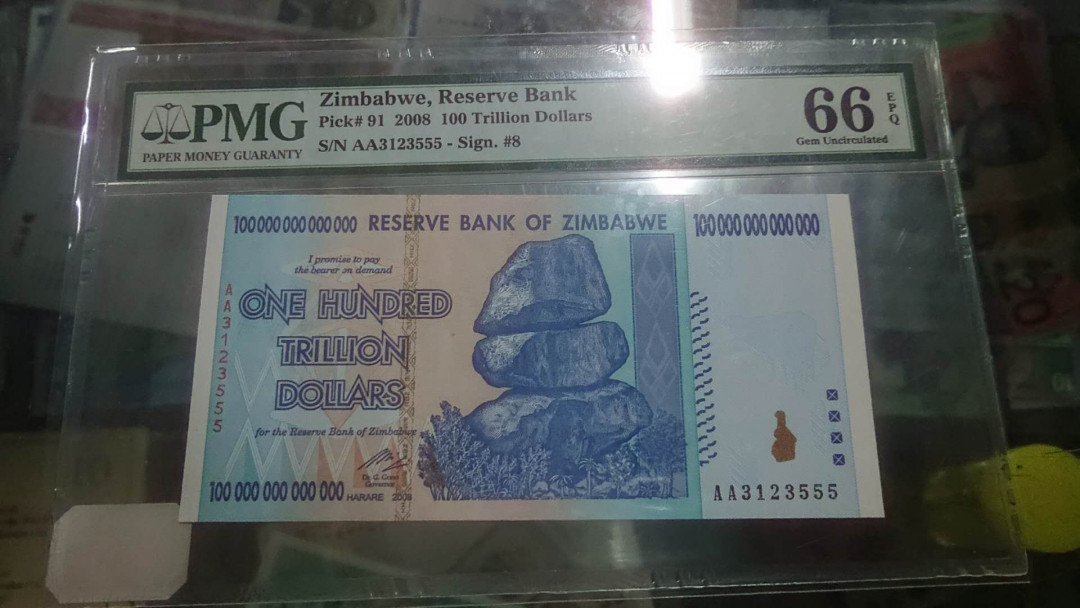 PMG
PAPER MONEY GUARANTY
Zimbabwe, Reserve Bank
Pick# 91 2008 100 Trillion Dollars
S/N AA3123555 - Sign. #8
66
EPQ
Gem Uncirculated
100 000 000 000 000 RESERVE BANK OF ZIMBABWE 100 000 000 000 000
I promise to pay
the bearer on demand
ONE HUNDRED
TRILLION
DOLLARS
AA3123555
for the Reserve Bank of Zimbabwe
Dr. G. Gono
Governor
100 000 000 000 000 HARARE 2008
AA3123555